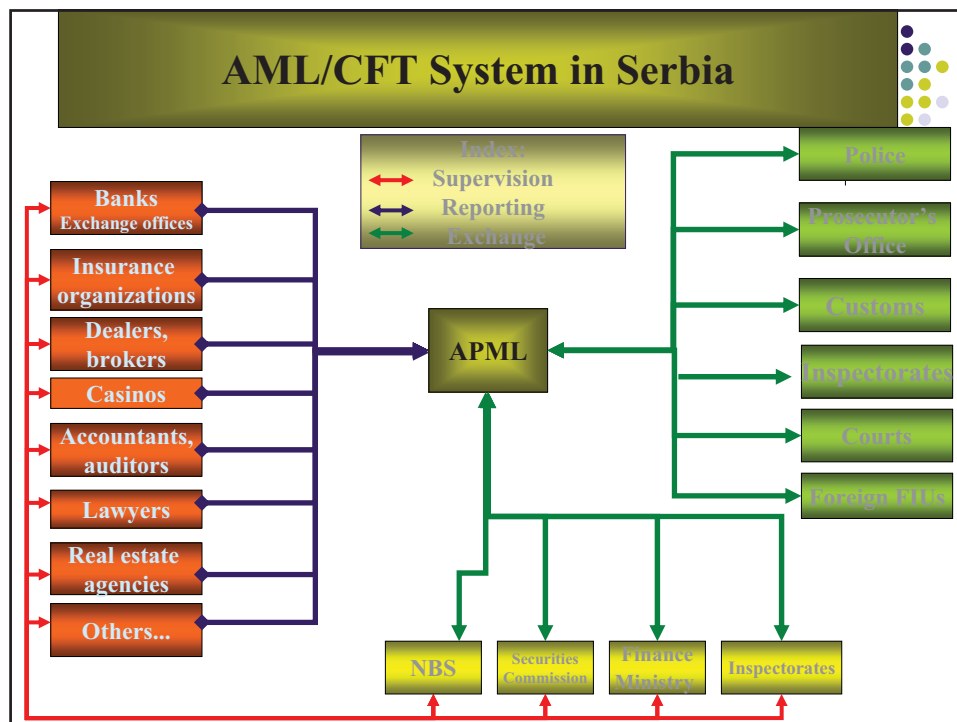 AML/CFT System in Serbia
Index:
Supervision
Reporting
Exchange
Banks
Exchange offices
Insurance
organizations
Dealers,
brokers
Casinos
Accountants,
auditors
Lawyers
Real estate
agencies
Others...
APML
Police
Prosecutor's
Office
Customs
Inspectorates
Courts
Foreign FIUs
NBS
Securities
Commission
Finance
Ministry
Inspectorates